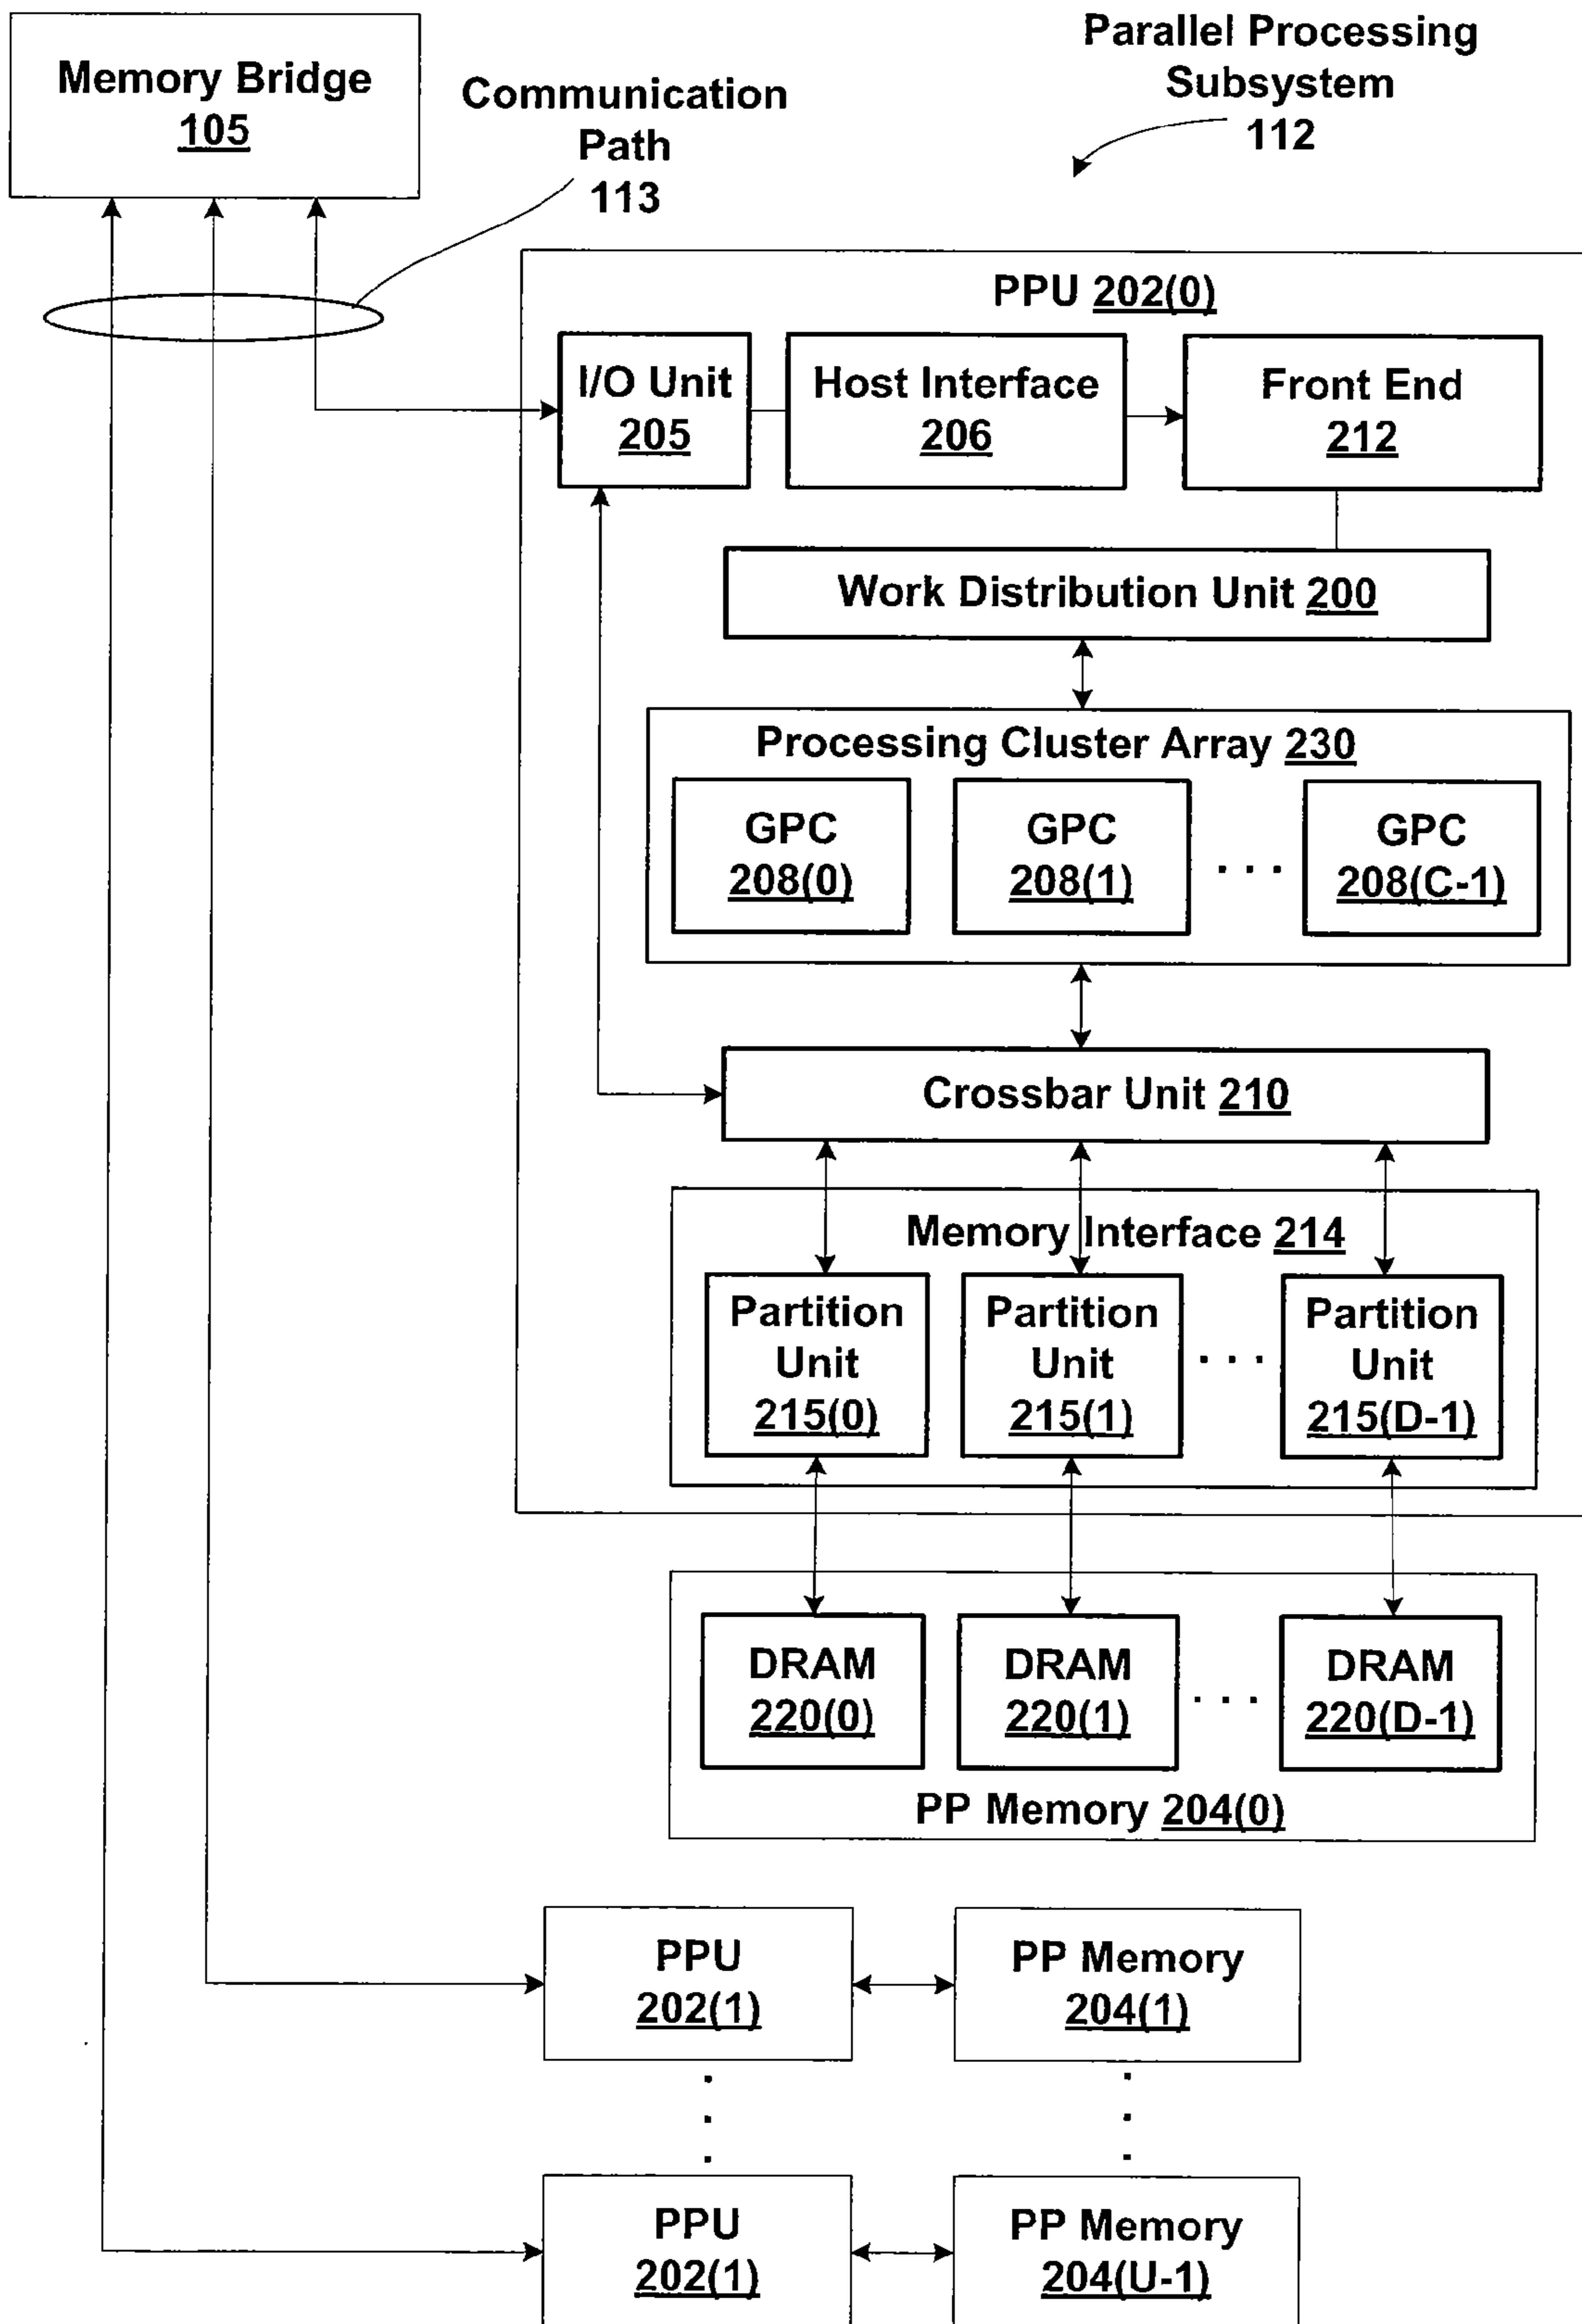 Parallel Processing
Subsystem
112
Memory Bridge
105
Communication
Path
113
PPU 202(0)
I/O Unit
205
Host Interface
206
Front End
212
Work Distribution Unit 200
Processing Cluster Array 230
GPC
208(0)
GPC
208(1)
. . .
GPC
208(C-1)
Crossbar Unit 210
Memory Interface 214
Partition
Unit
215(0)
Partition
Unit
215(1)
. . .
Partition
Unit
215(D-1)
DRAM
220(0)
DRAM
220(1)
. . .
DRAM
220(D-1)
PP Memory 204(0)
PPU
202(1)
PP Memory
204(1)
PPU
202(1)
PP Memory
204(U-1)